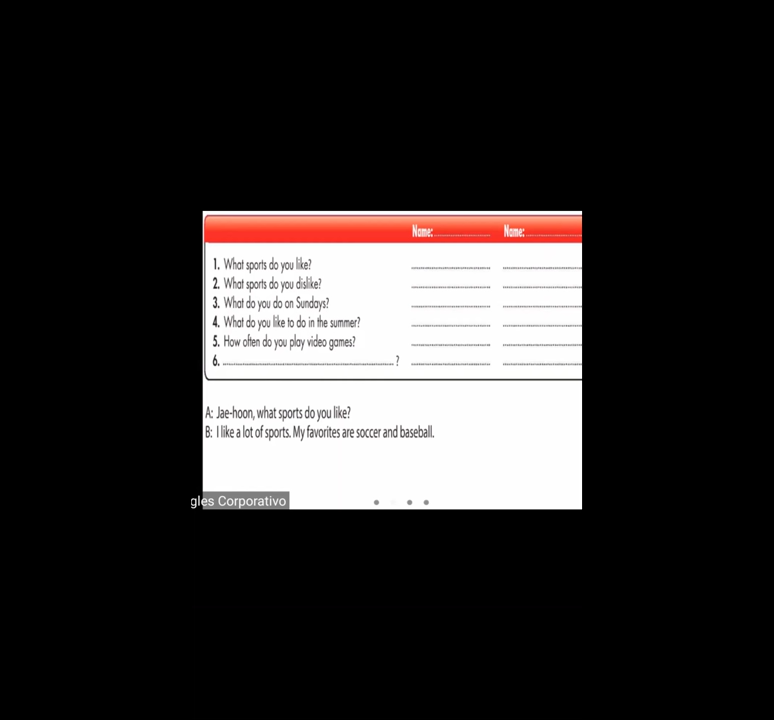 Name: Name:
1. What sports do you like?
2. What sports do you dislike?
3. What do you do on Sundays?
4. What do you like to do in the summer?
5. How often do you play video games?
6. ?
A: Jae-hoon, what sports do you like?
B: I like a lot of sports. My favorites are soccer and baseball.
gles Corporativo